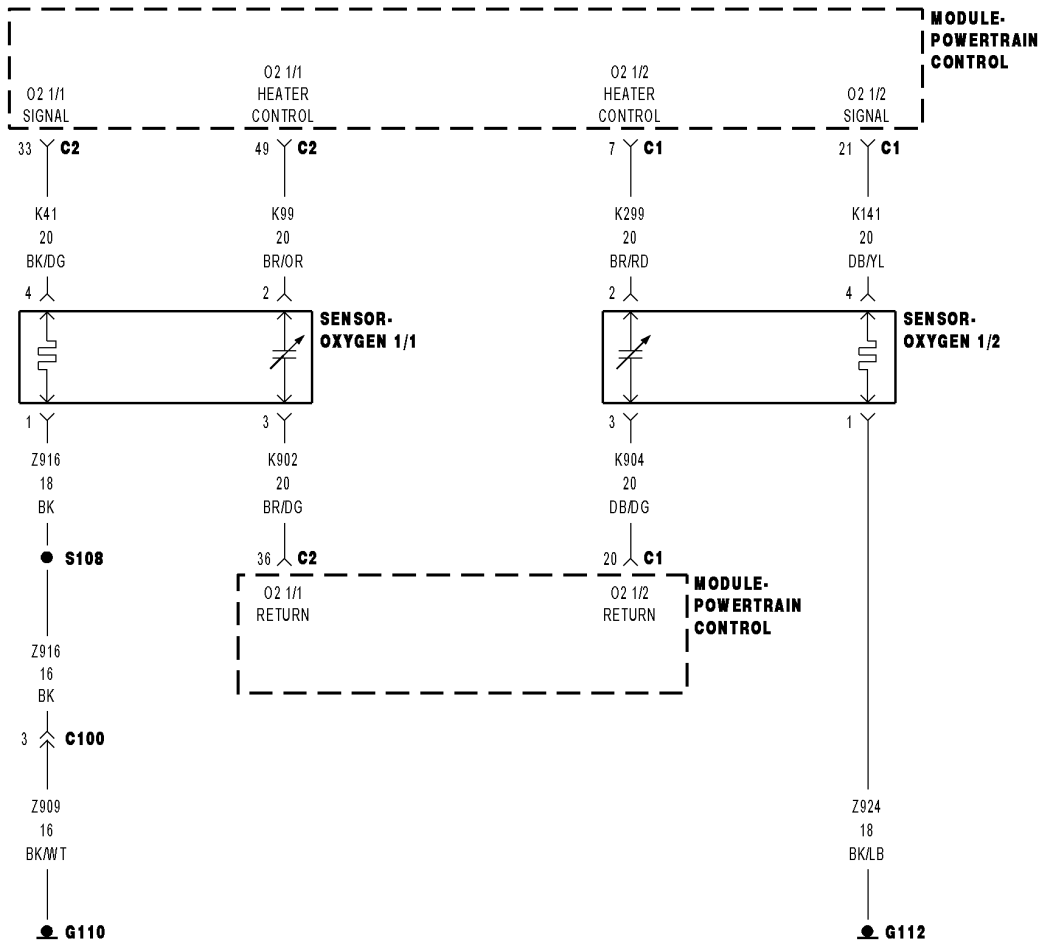 MODULE-
POWERTRAIN
CONTROL
O2 1/1
SIGNAL
O2 1/1
HEATER
CONTROL
O2 1/2
HEATER
CONTROL
O2 1/2
SIGNAL
33 C2
49 C2
7 C1
21 C1
K41
20
BK/DG
K99
20
BR/OR
K299
20
BR/RD
K141
20
DB/YL
4
2
2
4
SENSOR-
OXYGEN 1/1
SENSOR-
OXYGEN 1/2
1
3
3
1
Z916
18
BK
K902
20
BR/DG
K904
20
DB/DG
S108
36 C2
20 C1
O2 1/1
RETURN
O2 1/2
RETURN
MODULE-
POWERTRAIN
CONTROL
Z916
16
BK
3 C100
Z909
16
BK/WT
Z924
18
BK/LB
G110
G112